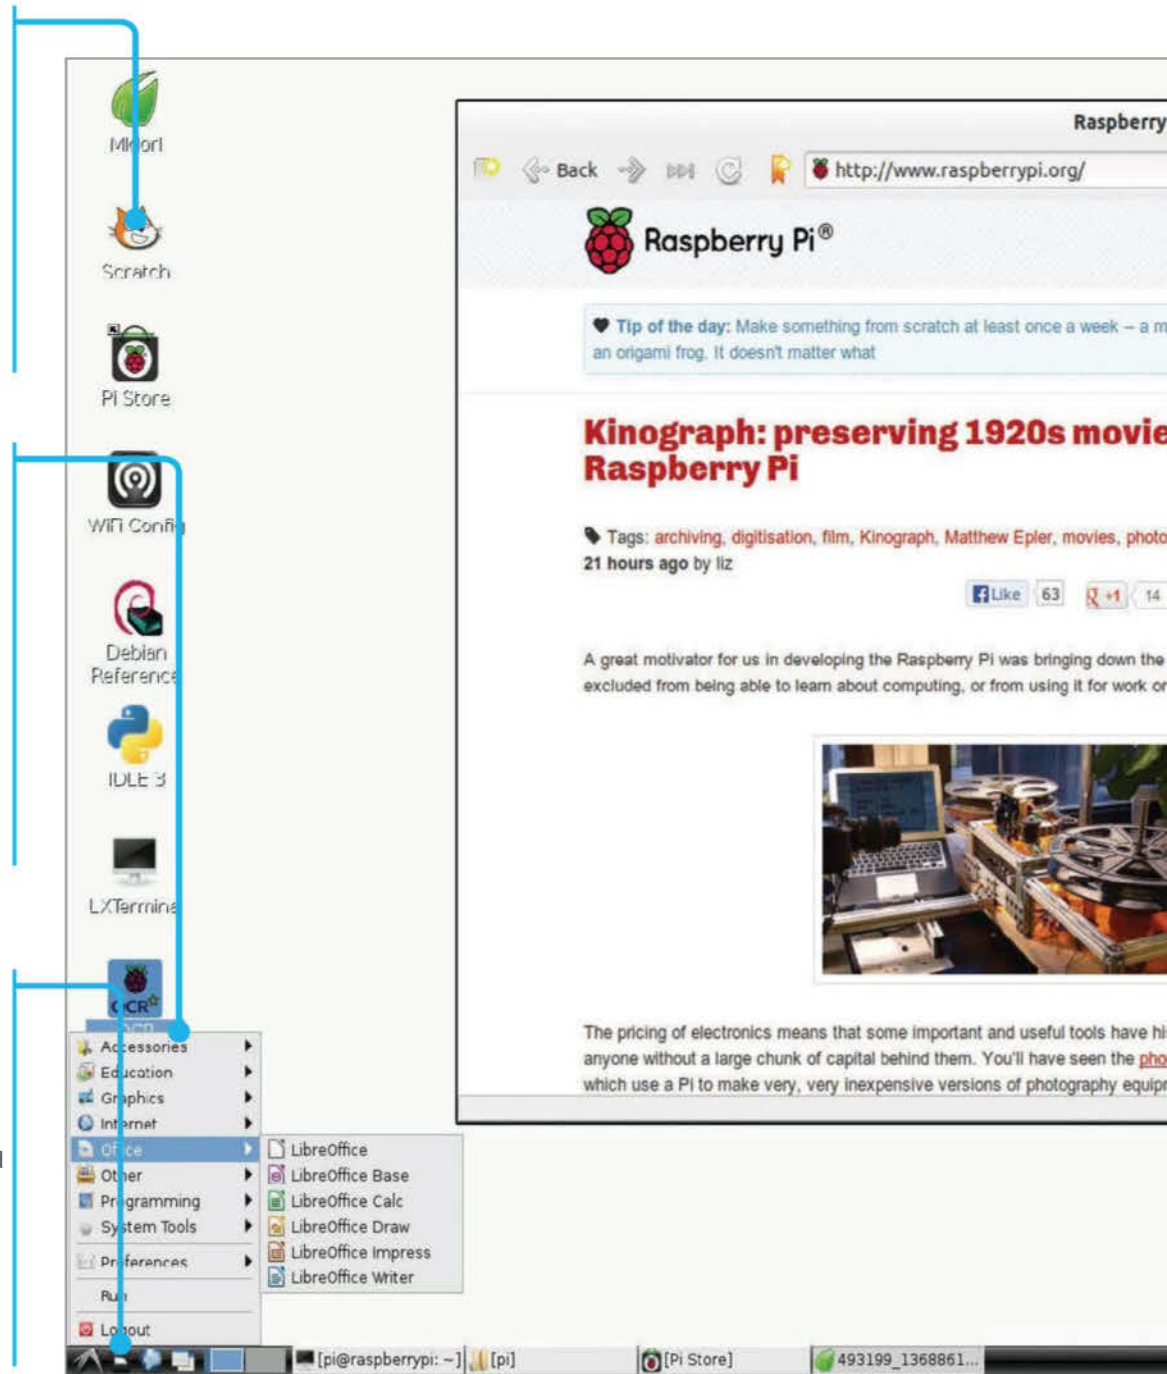 Midori
Scratch
Pi Store
WiFi Config
Debian
Reference
IDLE 3
LXTermina
OCR
OCR
Accessories
Education
Graphics
Internet
Office
Other
Programming
System Tools
Preferences
Run
Logout
LibreOffice
LibreOffice Base
LibreOffice Calc
LibreOffice Draw
LibreOffice Impress
LibreOffice Writer
Raspberry
Back
http://www.raspberrypi.org/
Raspberry Pi®
Tip of the day: Make something from scratch at least once a week – a m
an origami frog. It doesn't matter what
Kinograph: preserving 1920s movie
Raspberry Pi
Tags: archiving, digitisation, film, Kinograph, Matthew Epler, movies, photo
21 hours ago by liz
Like 63 +1 14
A great motivator for us in developing the Raspberry Pi was bringing down the
excluded from being able to learn about computing, or from using it for work or
The pricing of electronics means that some important and useful tools have his
anyone without a large chunk of capital behind them. You'll have seen the pho
which use a Pi to make very, very inexpensive versions of photography equipr
[pi@raspberrypi: ~] [pi] [Pi Store] 493199_1368861...